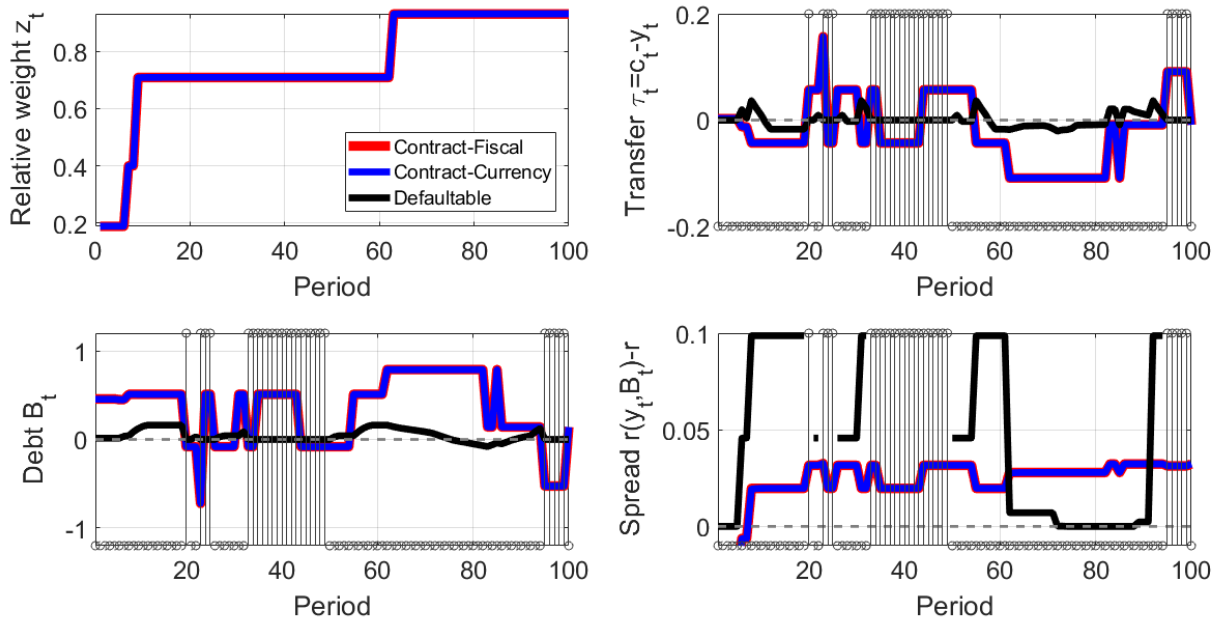 Relative weight z_t
0.8
0.6
0.4
0.2
0 20 40 60 80 100
Period
Contract-Fiscal
Contract-Currency
Defaultable
Transfer τ_t=c_t-y_t
0.2
0
-0.2
20 40 60 80 100
Period
Debt B_t
1
0
-1
20 40 60 80 100
Period
Spread r(y_t,B_t)-r
0.1
0.05
0
20 40 60 80 100
Period